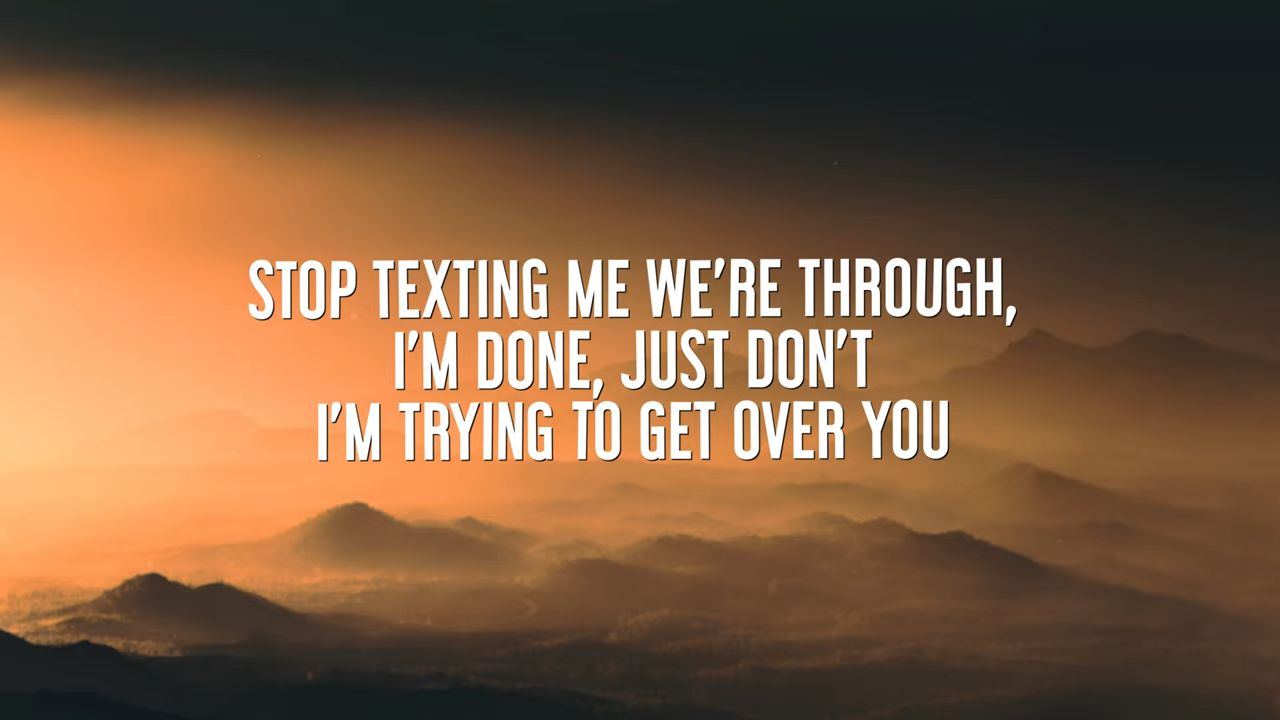 STOP TEXTING ME WE'RE THROUGH,
I'M DONE, JUST DON'T
I'M TRYING TO GET OVER YOU